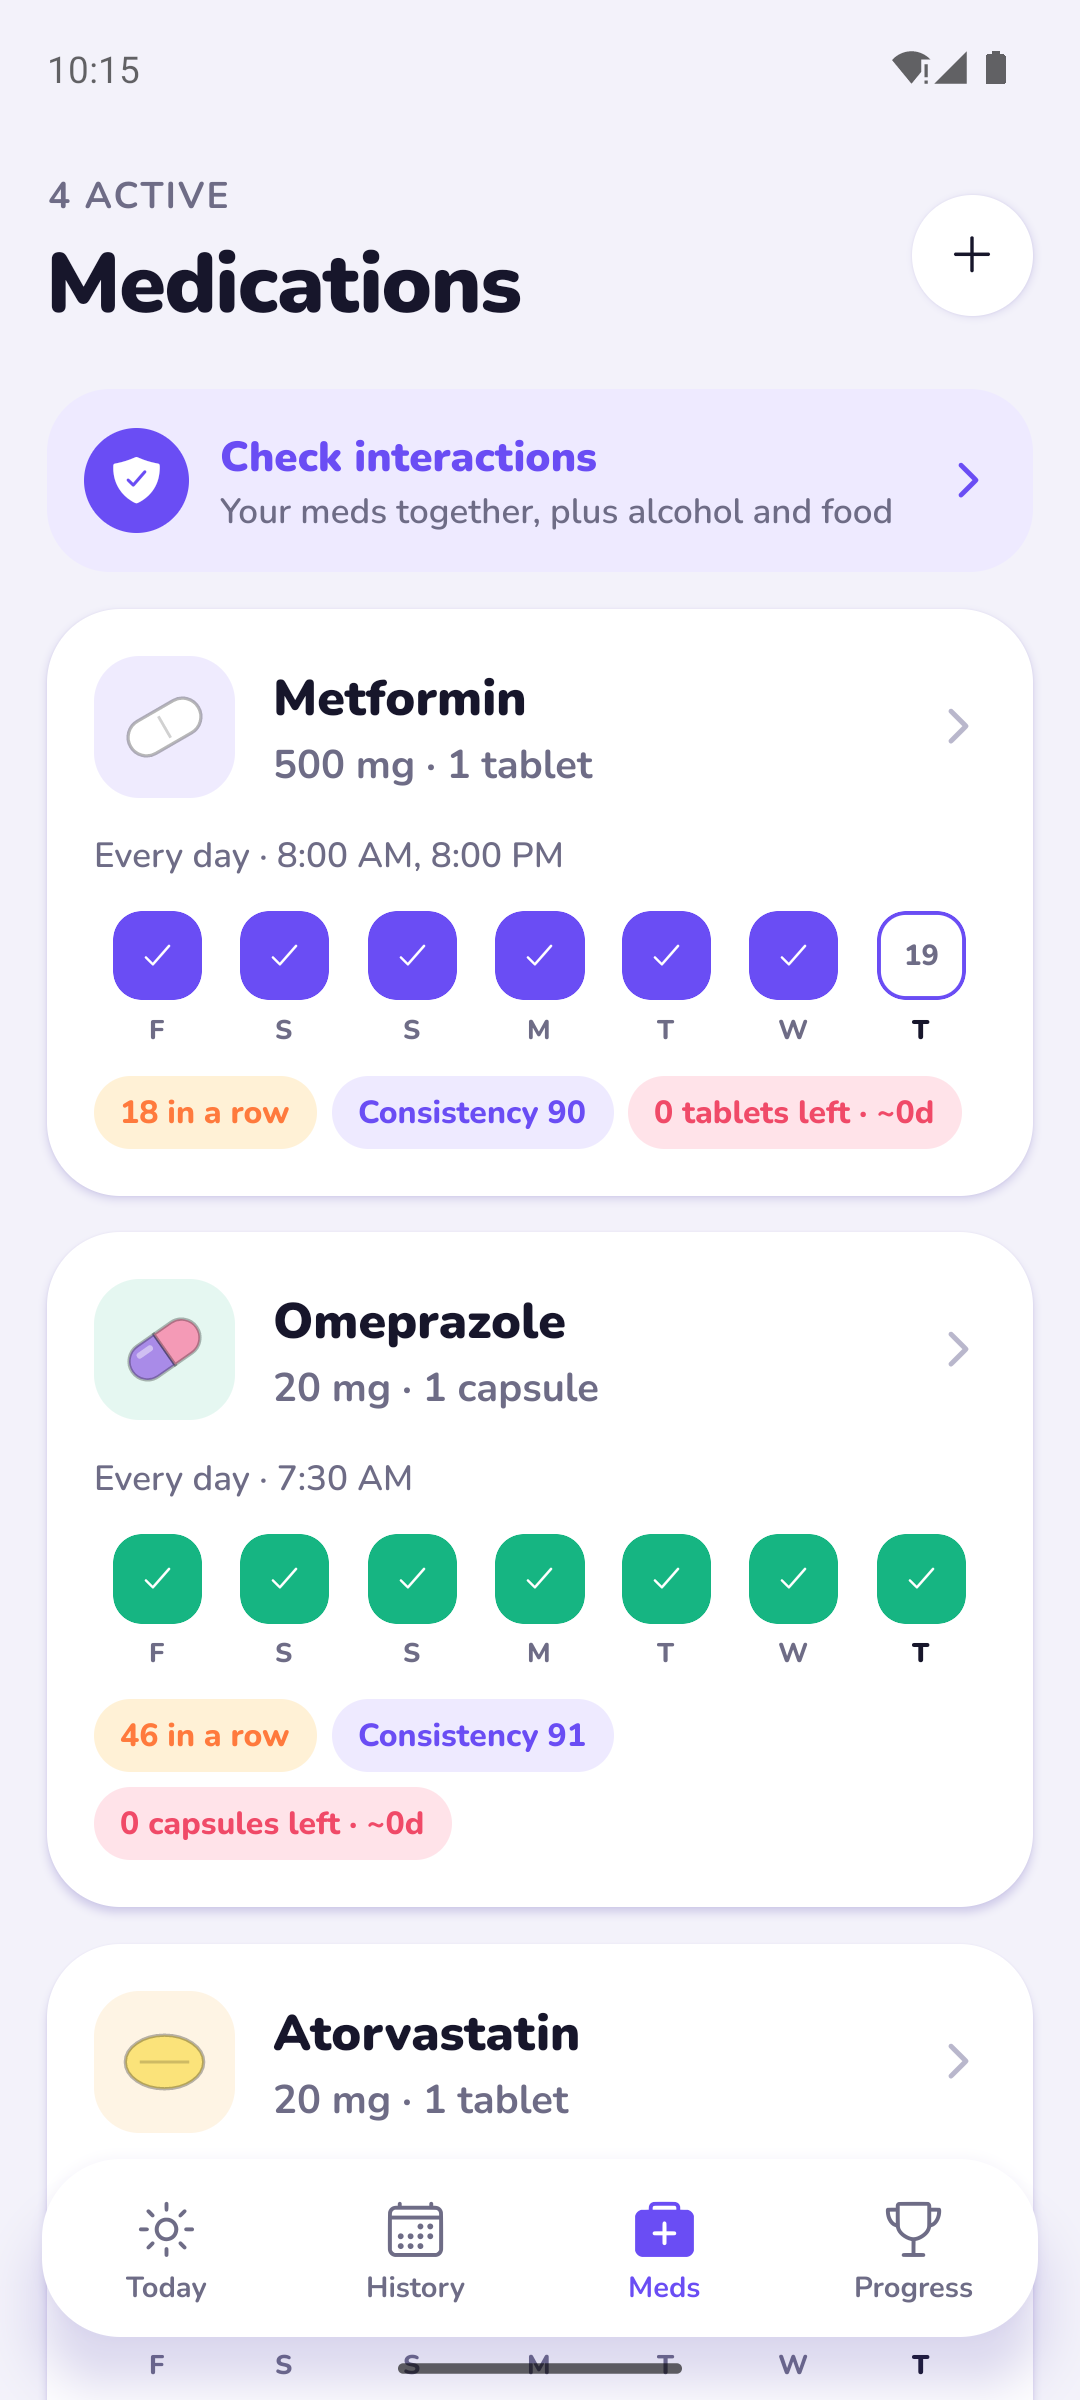 10:15
4 ACTIVE
Medications
Check interactions
Your meds together, plus alcohol and food
Metformin
500 mg · 1 tablet
Every day · 8:00 AM, 8:00 PM
19
F S S M T W T
18 in a row Consistency 90 0 tablets left · ~0d
Omeprazole
20 mg · 1 capsule
Every day · 7:30 AM
F S S M T W T
46 in a row Consistency 91
0 capsules left · ~0d
Atorvastatin
20 mg · 1 tablet
Today History Meds Progress
F S S M T W T